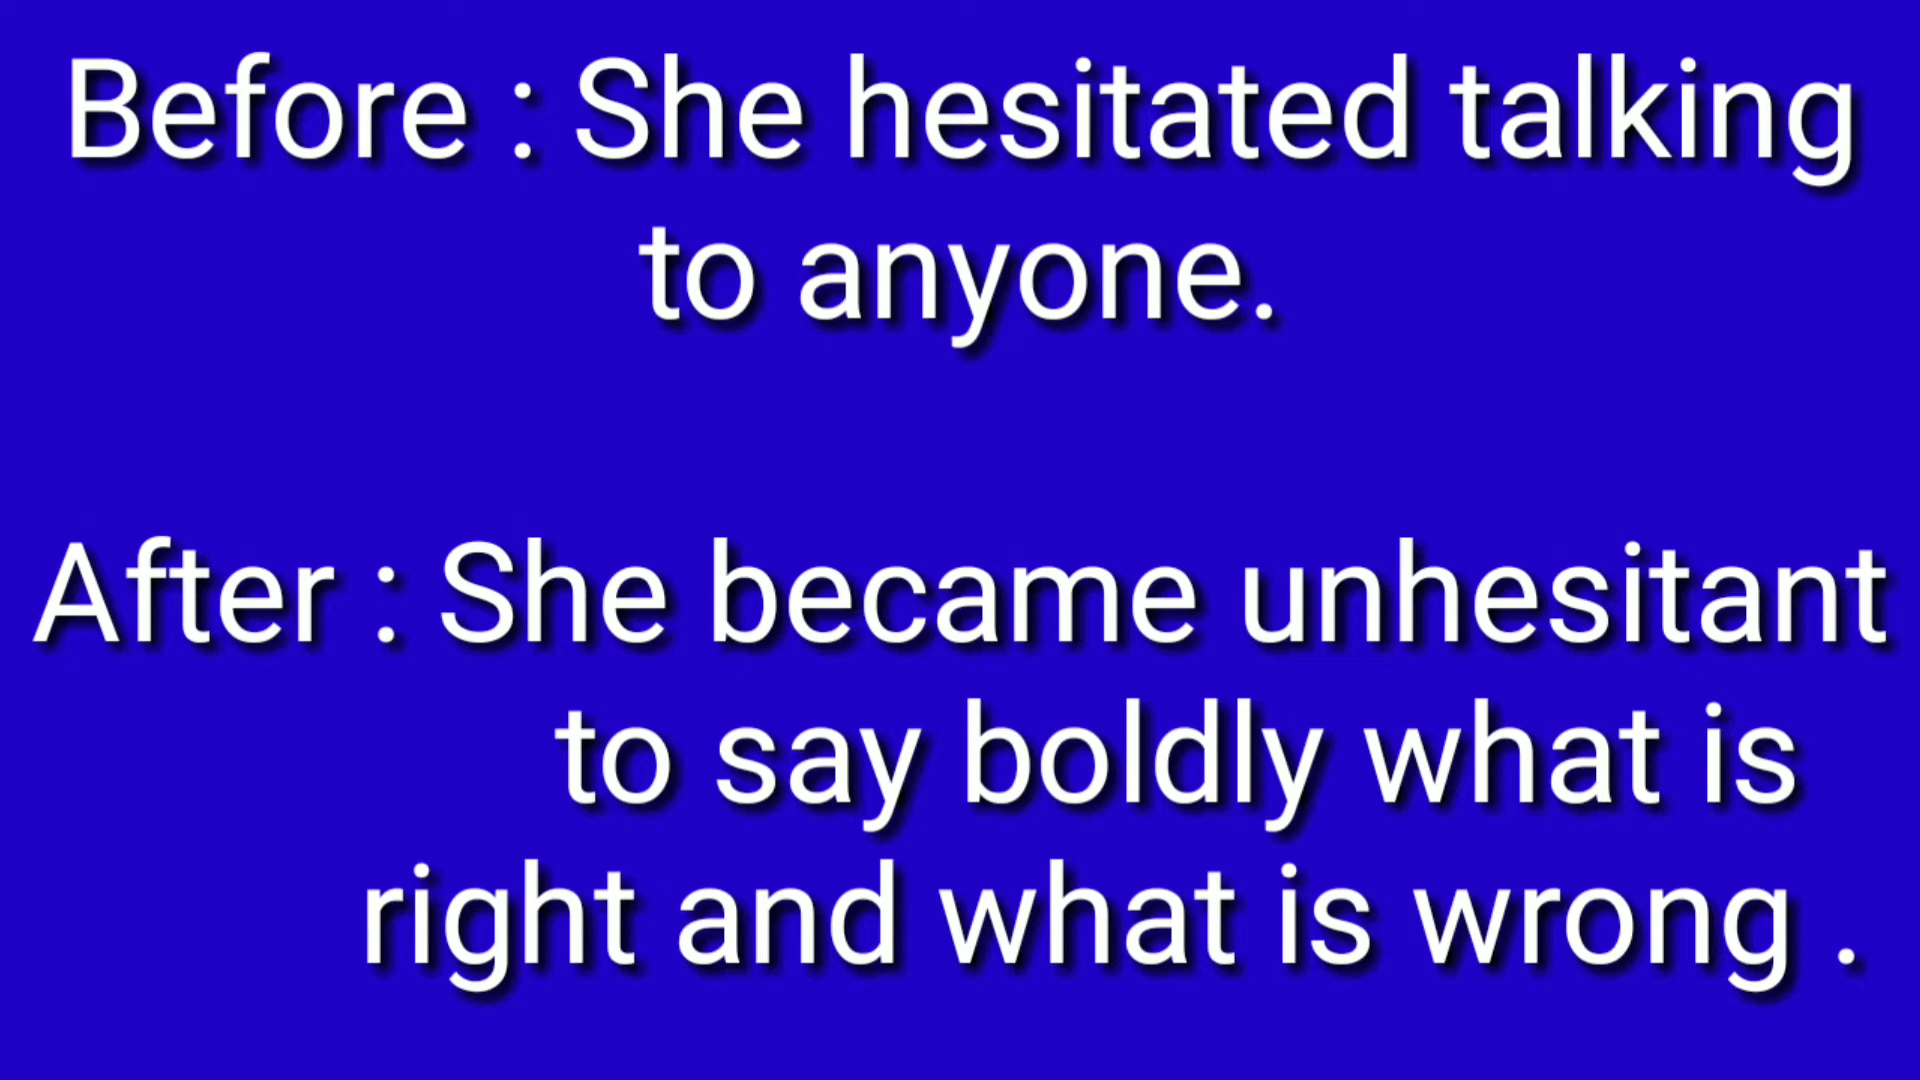 Before : She hesitated talking
to anyone.
After : She became unhesitant
to say boldly what is
right and what is wrong .